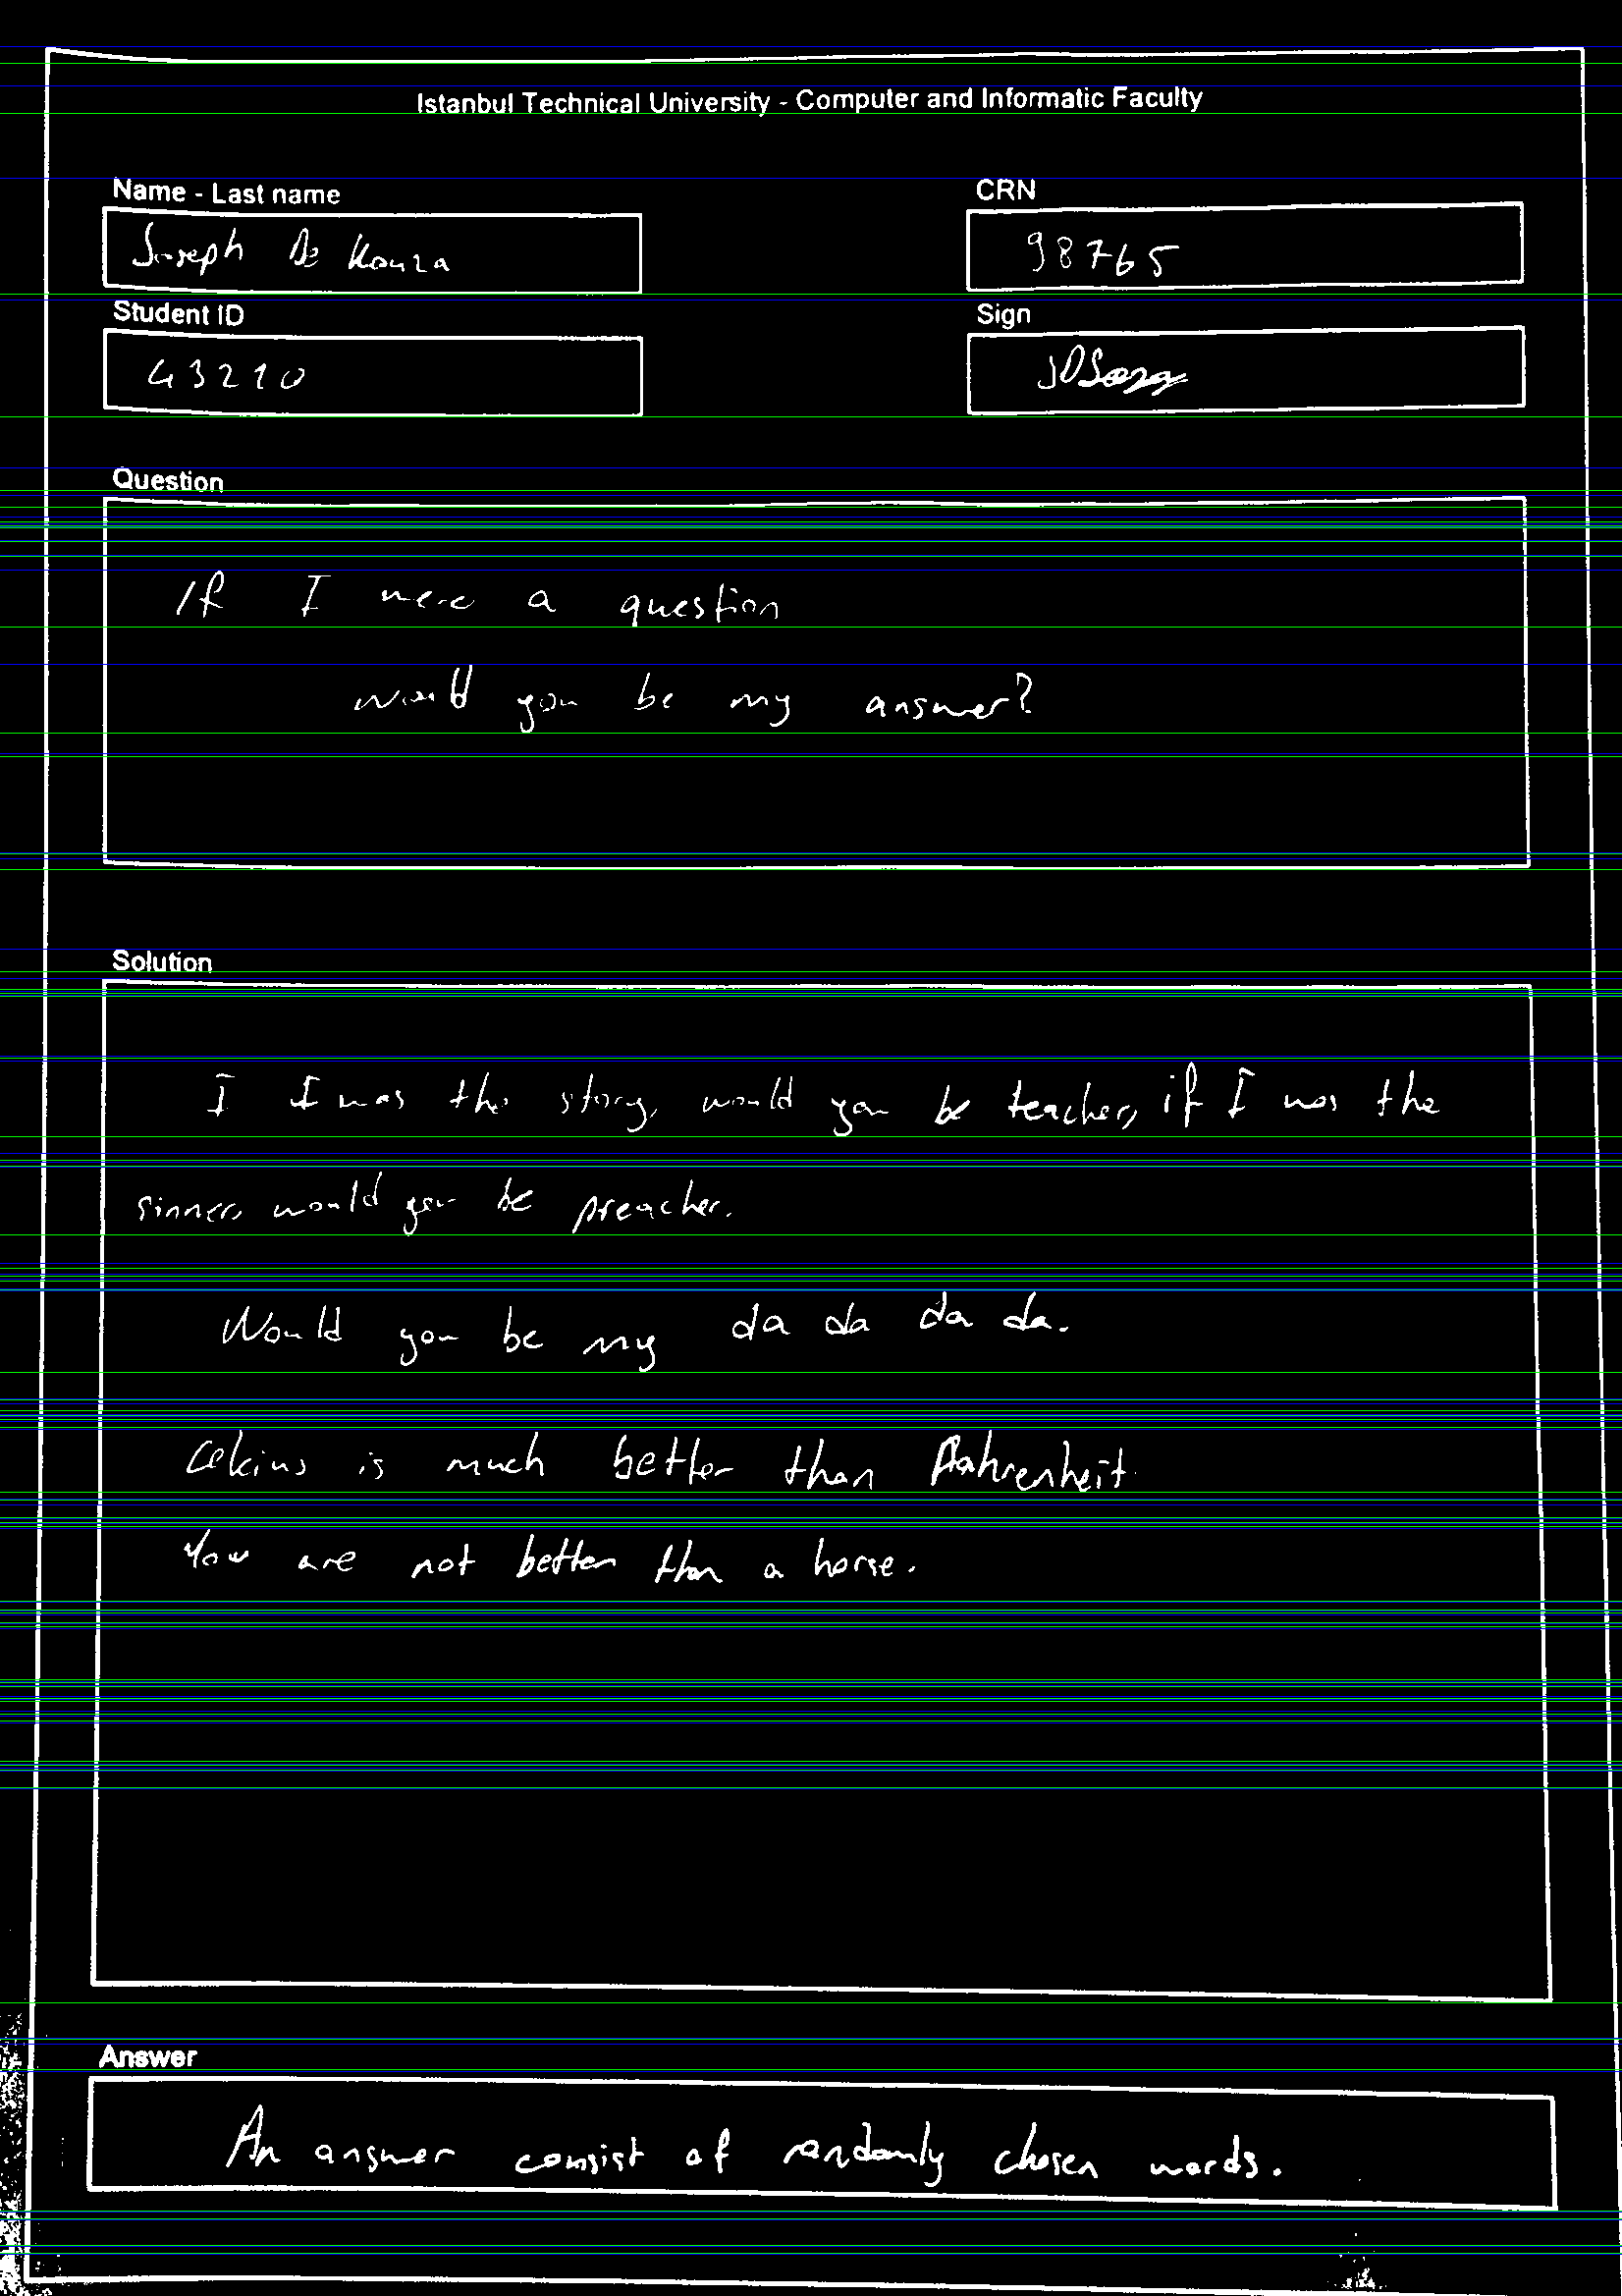 Istanbul Technical University - Computer and Informatic Faculty
Name - Last name
CRN
Joseph De Kouza
98765
Student ID
Sign
43210
Question
If I were a question
would you be my answer?
Solution
I I was the story, would you be teacher, if I was the
sinner, would you be preacher.
Would you be my da da da da.
Celcius is much better than Fahrenheit.
You are not better than a horse.
Answer
An answer consist of randomly chosen words.